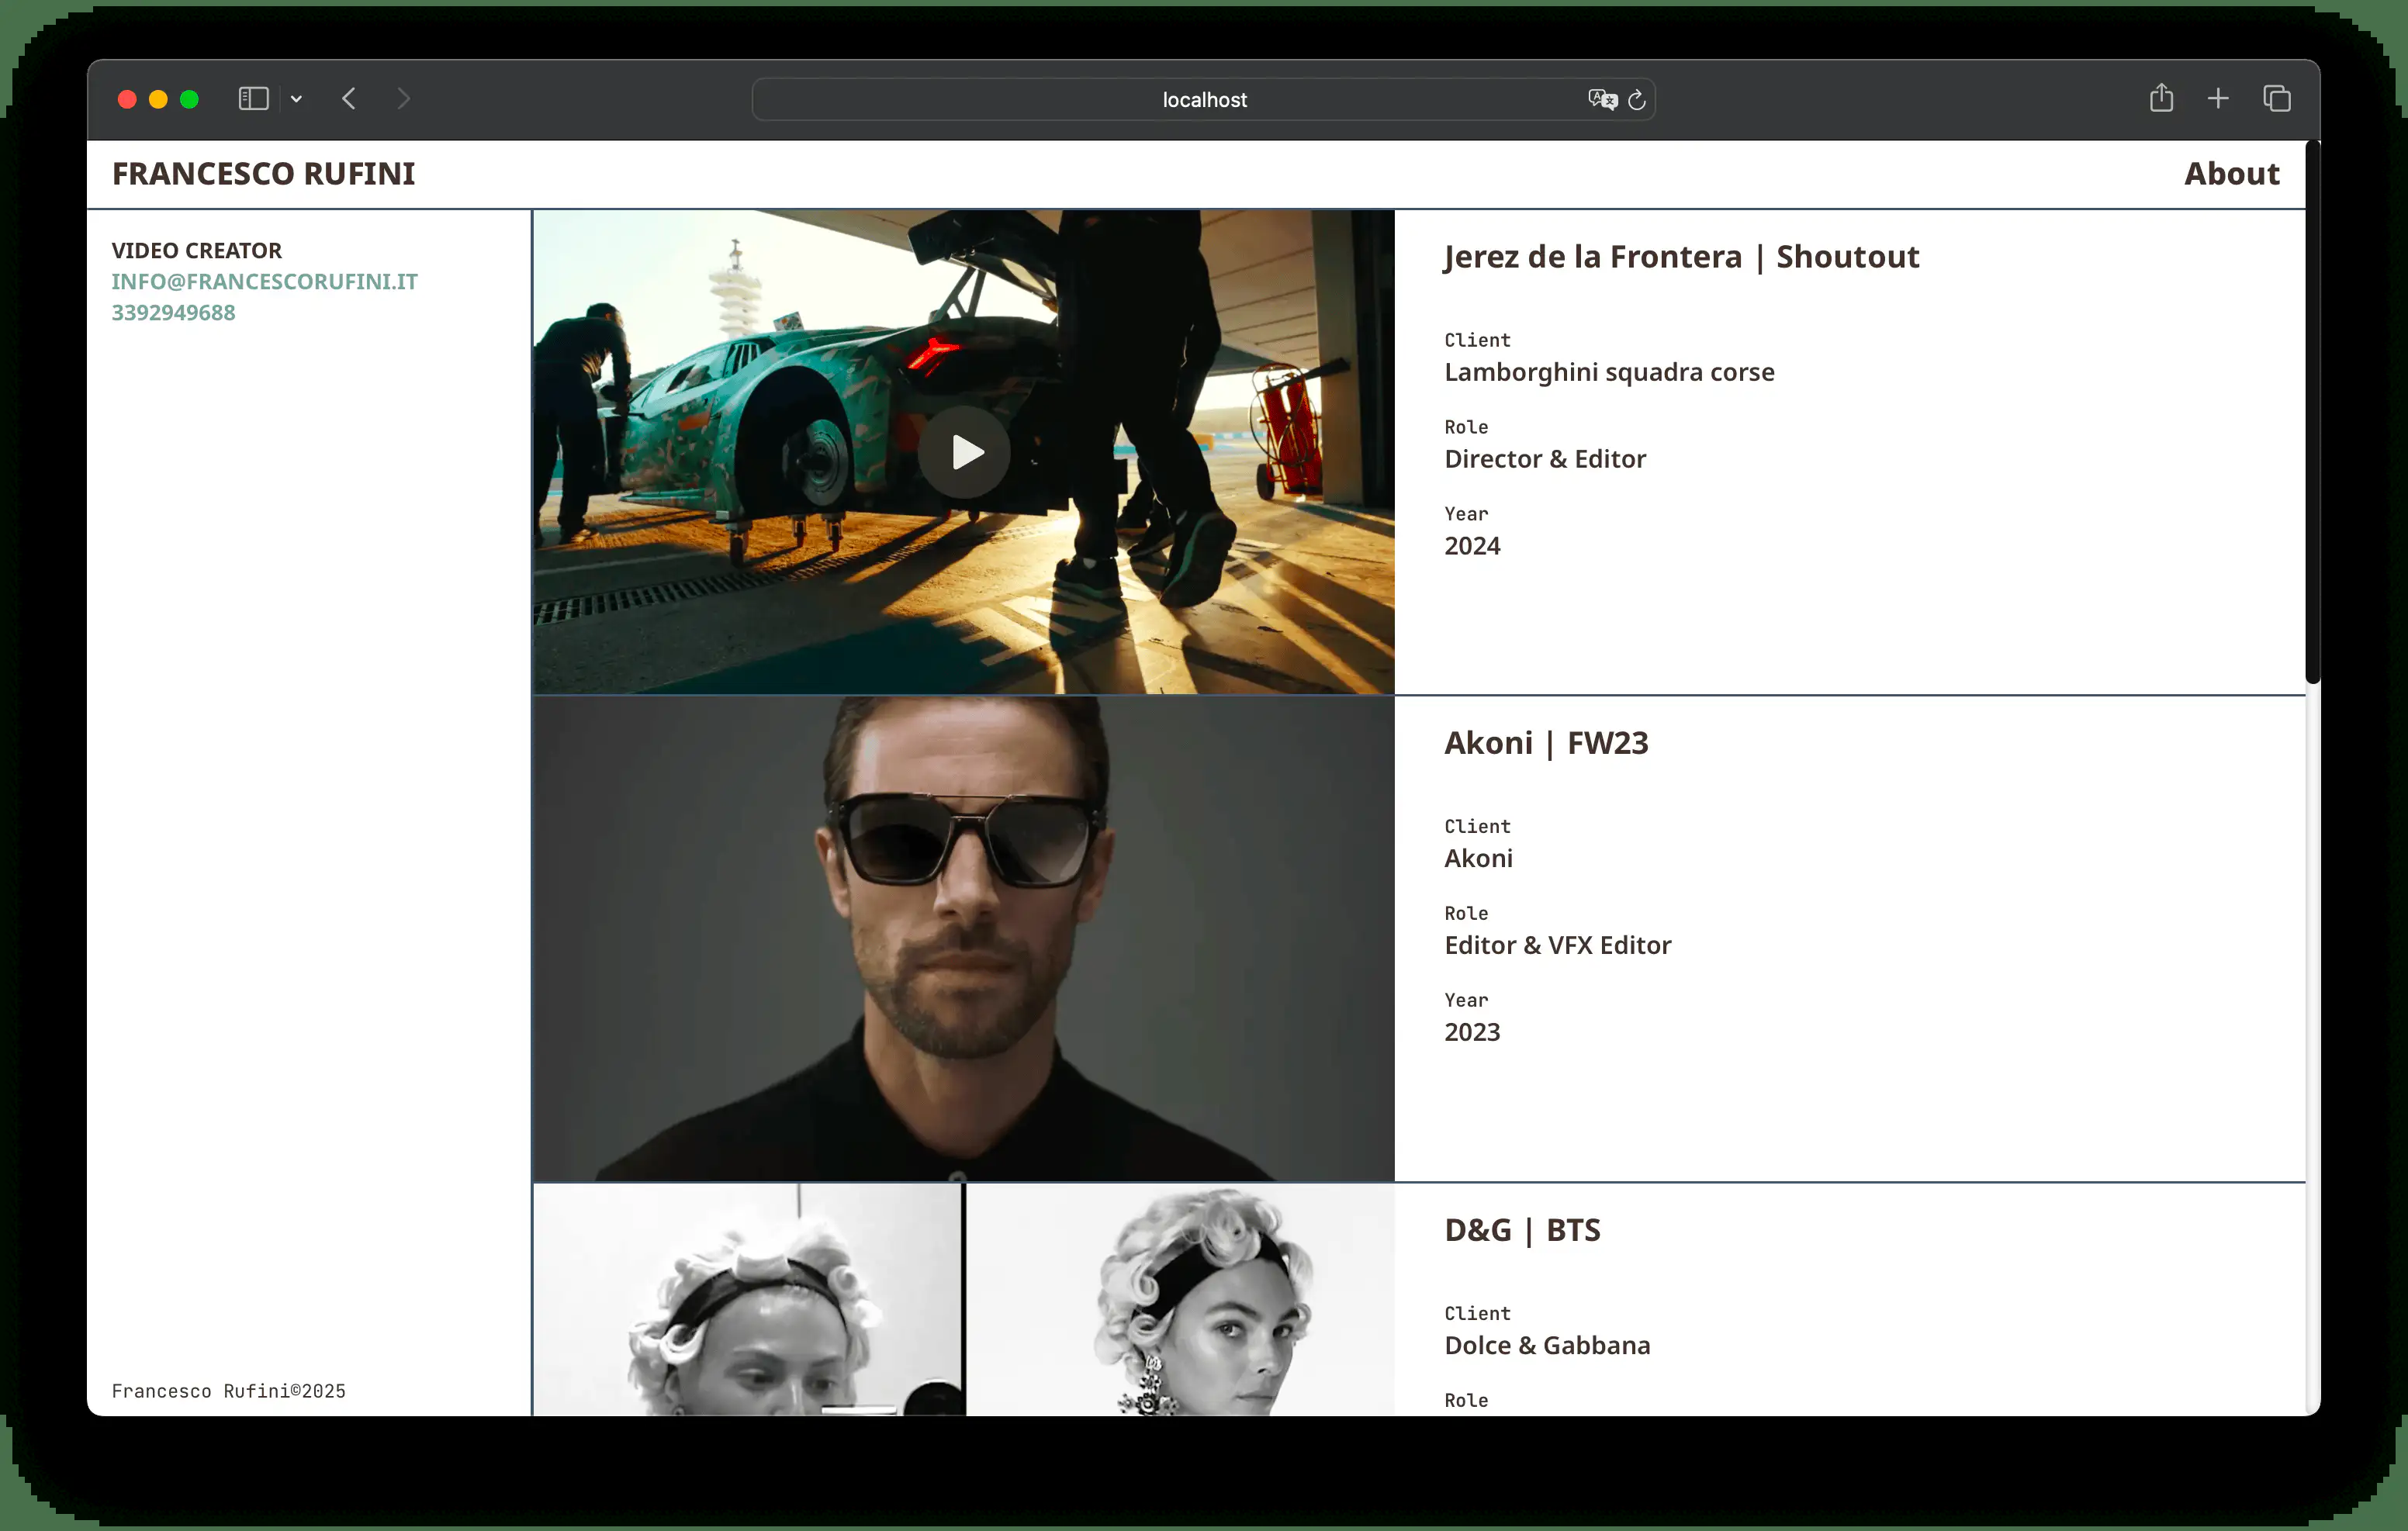 localhost
FRANCESCO RUFINI
About
VIDEO CREATOR
INFO@FRANCESCORUFINI.IT
3392949688
Jerez de la Frontera | Shoutout
Client
Lamborghini squadra corse
Role
Director & Editor
Year
2024
Akoni | FW23
Client
Akoni
Role
Editor & VFX Editor
Year
2023
D&G | BTS
Client
Dolce & Gabbana
Role
Francesco Rufini©2025